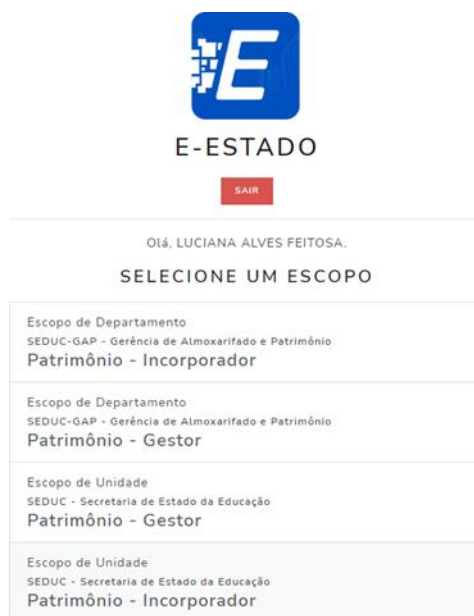 E
E-ESTADO
SAIR
Olá, LUCIANA ALVES FEITOSA.
SELECIONE UM ESCOPO
Escopo de Departamento
SEDUC-GAP - Gerência de Almoxarifado e Patrimônio
Patrimônio - Incorporador
Escopo de Departamento
SEDUC-GAP - Gerência de Almoxarifado e Patrimônio
Patrimônio - Gestor
Escopo de Unidade
SEDUC - Secretaria de Estado da Educação
Patrimônio - Gestor
Escopo de Unidade
SEDUC - Secretaria de Estado da Educação
Patrimônio - Incorporador